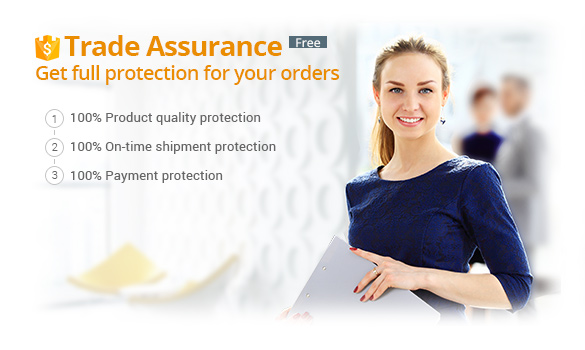 Trade Assurance Free
Get full protection for your orders
1 100% Product quality protection
2 100% On-time shipment protection
3 100% Payment protection